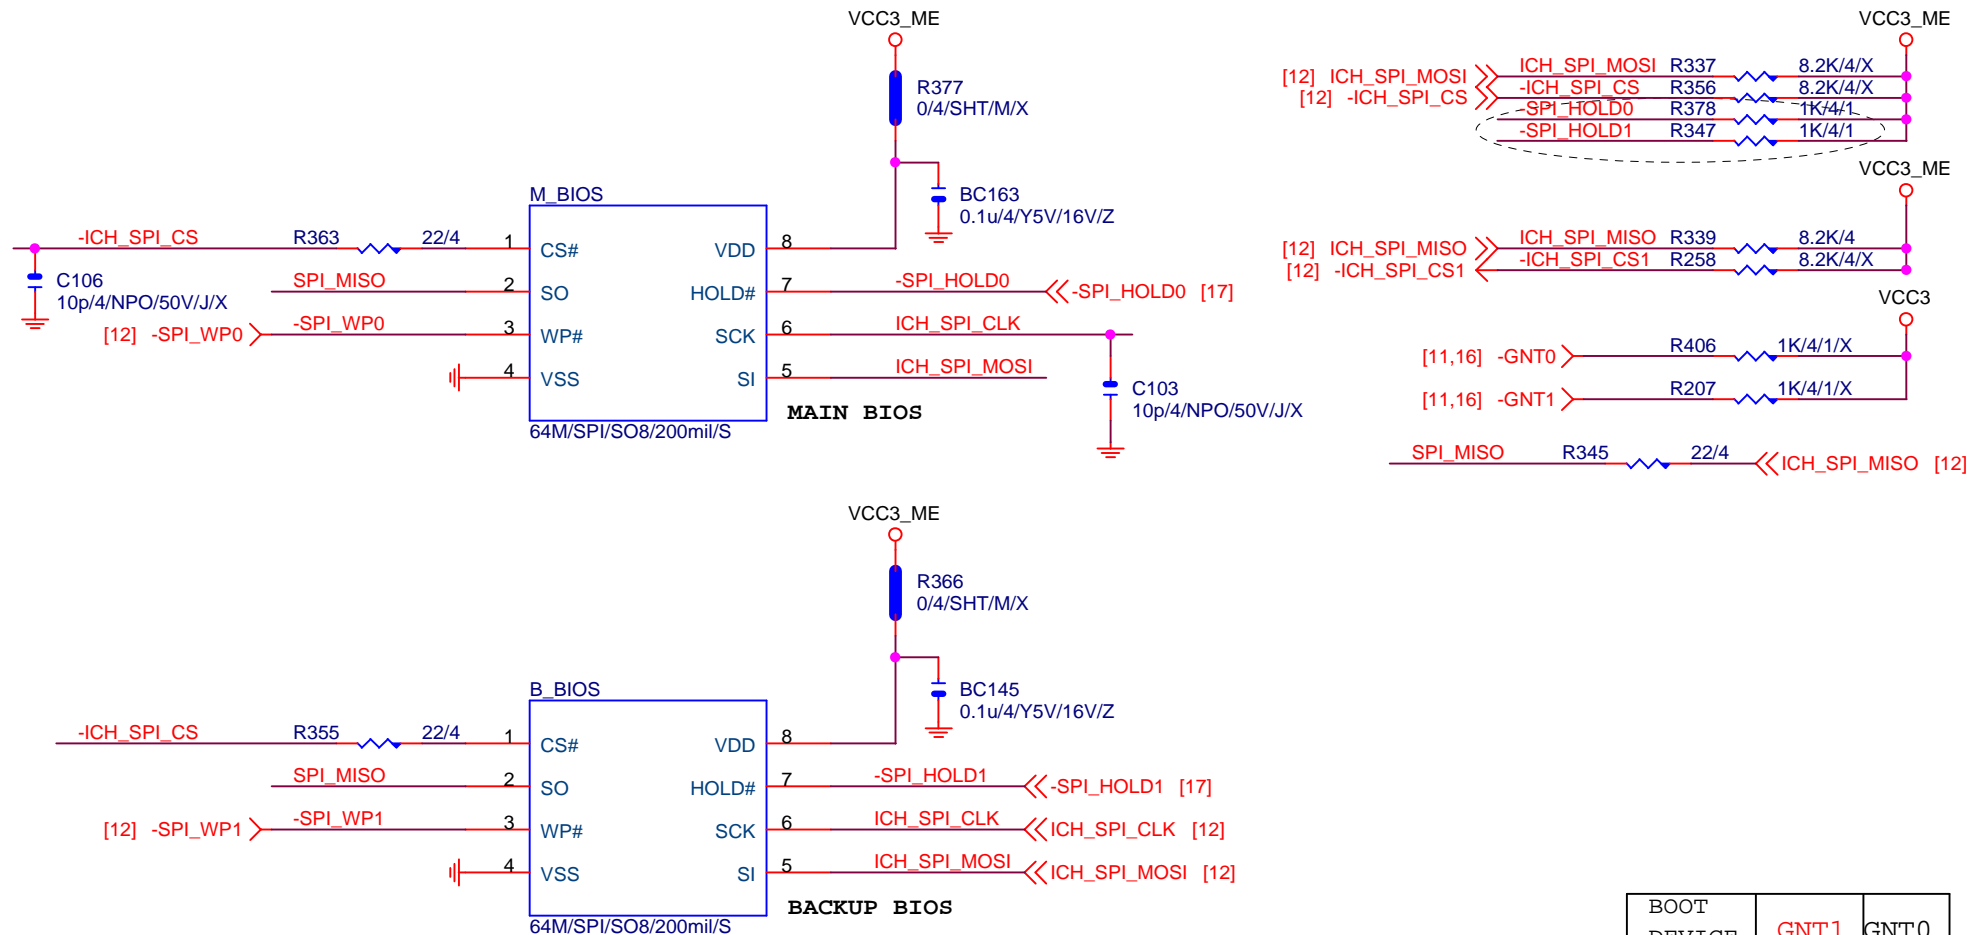 VCC3_ME
R377
0/4/SHT/M/X
BC163
0.1u/4/Y5V/16V/Z
M_BIOS
-ICH_SPI_CS R363 22/4 1 CS# VDD 8
C106
10p/4/NPO/50V/J/X
SPI_MISO 2 SO HOLD# 7 -SPI_HOLD0 -SPI_HOLD0 [17]
[12] -SPI_WP0 -SPI_WP0 3 WP# SCK 6 ICH_SPI_CLK
4 VSS SI 5 ICH_SPI_MOSI
C103
10p/4/NPO/50V/J/X
MAIN BIOS
64M/SPI/SO8/200mil/S
VCC3_ME
R366
0/4/SHT/M/X
BC145
0.1u/4/Y5V/16V/Z
B_BIOS
-ICH_SPI_CS R355 22/4 1 CS# VDD 8
SPI_MISO 2 SO HOLD# 7 -SPI_HOLD1 -SPI_HOLD1 [17]
[12] -SPI_WP1 -SPI_WP1 3 WP# SCK 6 ICH_SPI_CLK ICH_SPI_CLK [12]
4 VSS SI 5 ICH_SPI_MOSI ICH_SPI_MOSI [12]
BACKUP BIOS
64M/SPI/SO8/200mil/S
VCC3_ME
[12] ICH_SPI_MOSI ICH_SPI_MOSI R337 8.2K/4/X
[12] -ICH_SPI_CS -ICH_SPI_CS R356 8.2K/4/X
-SPI_HOLD0 R378 1K/4/1
-SPI_HOLD1 R347 1K/4/1
VCC3_ME
[12] ICH_SPI_MISO ICH_SPI_MISO R339 8.2K/4
[12] -ICH_SPI_CS1 -ICH_SPI_CS1 R258 8.2K/4/X
VCC3
[11,16] -GNT0 R406 1K/4/1/X
[11,16] -GNT1 R207 1K/4/1/X
SPI_MISO R345 22/4 ICH_SPI_MISO [12]
BOOT
DEVICE GNT1 GNT0